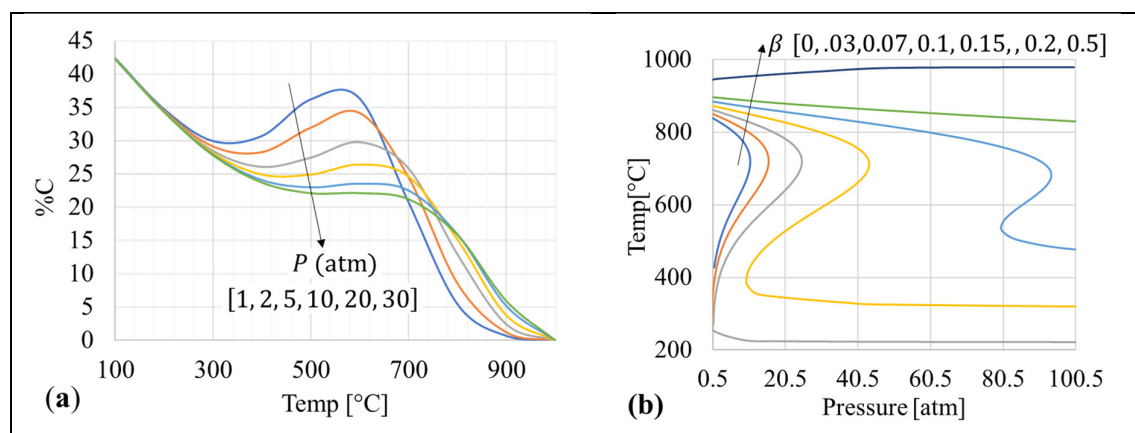 45
40
35
30
25
20
15
10
5
0
%C
P (atm)
[1, 2, 5, 10, 20, 30]
100 300 500 700 900
Temp [°C]
(a)
β [0, .03,0.07, 0.1, 0.15,, 0.2, 0.5]
1000
800
600
400
200
Temp[°C]
0.5 20.5 40.5 60.5 80.5 100.5
Pressure [atm]
(b)